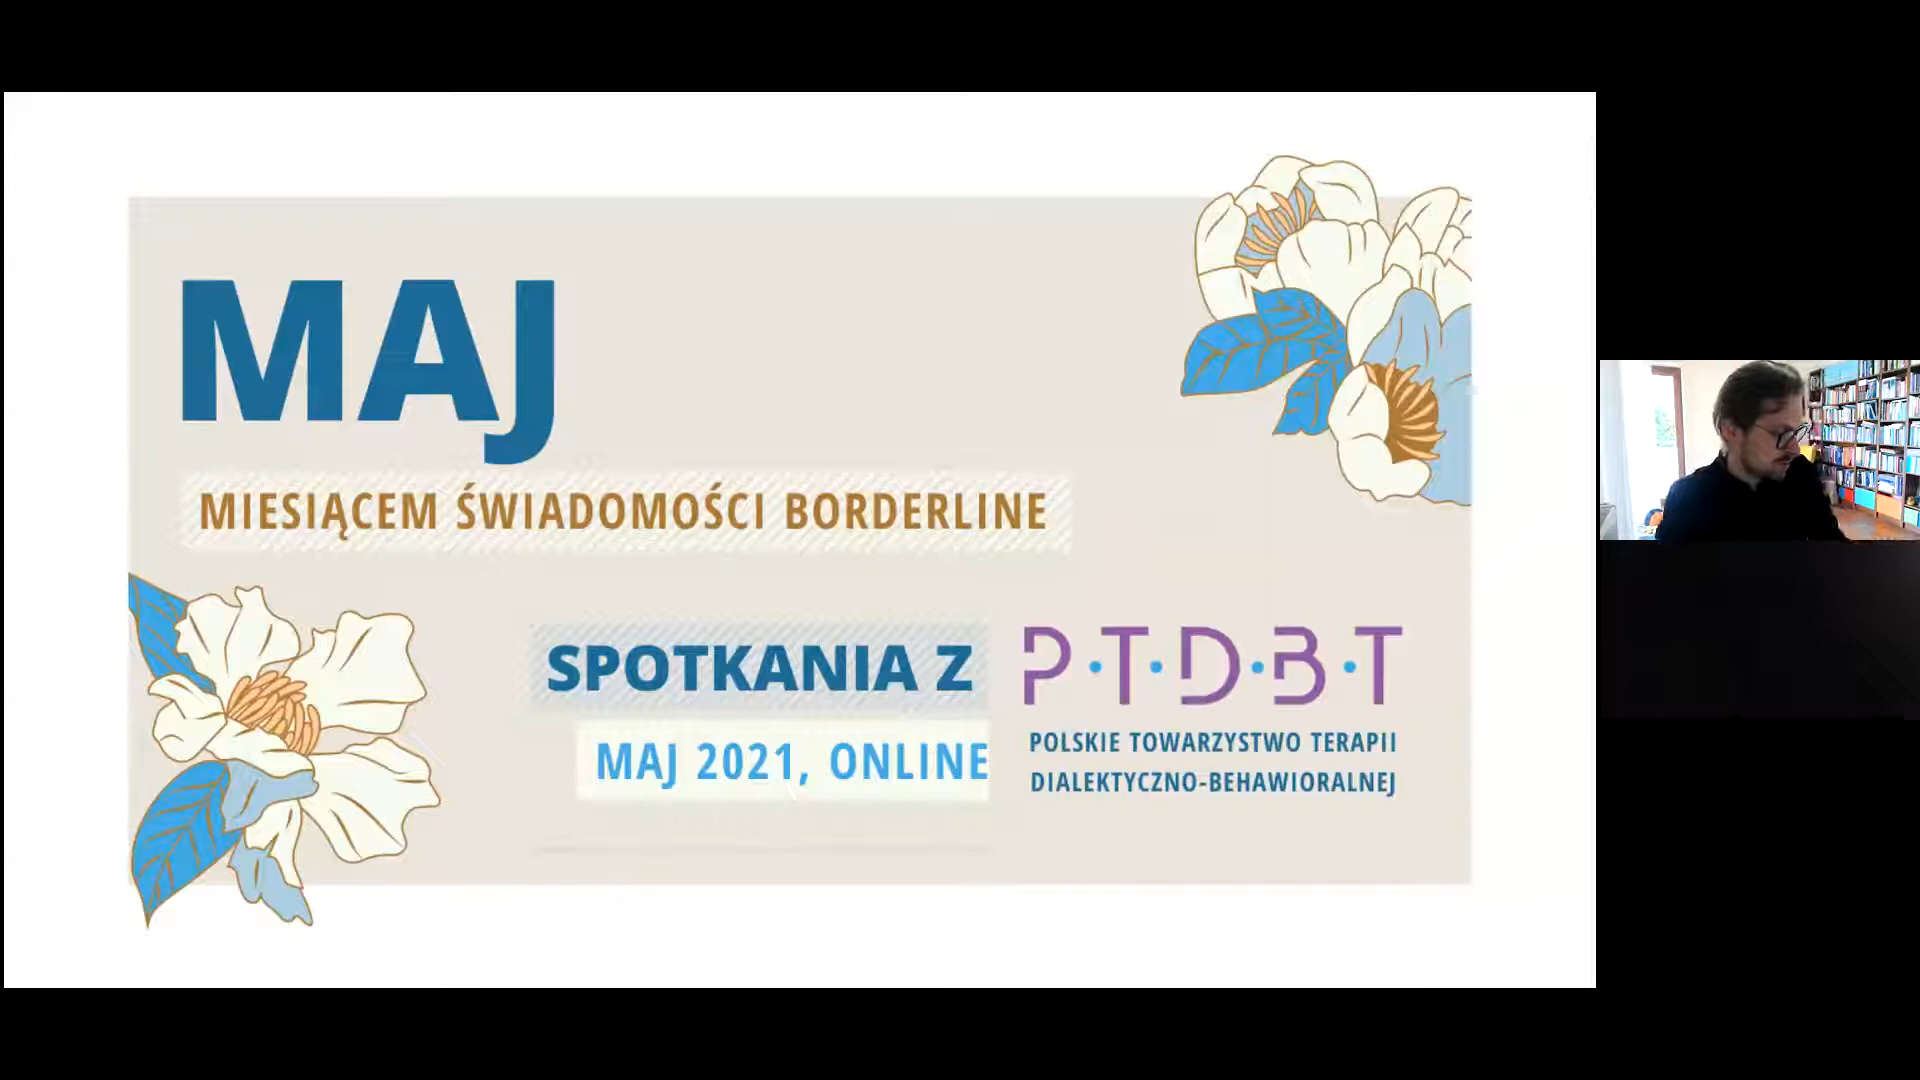 MAJ
MIESIĄCEM ŚWIADOMOŚCI BORDERLINE
SPOTKANIA Z
MAJ 2021, ONLINE
P·T·D·B·T
POLSKIE TOWARZYSTWO TERAPII
DIALEKTYCZNO-BEHAWIORALNEJ